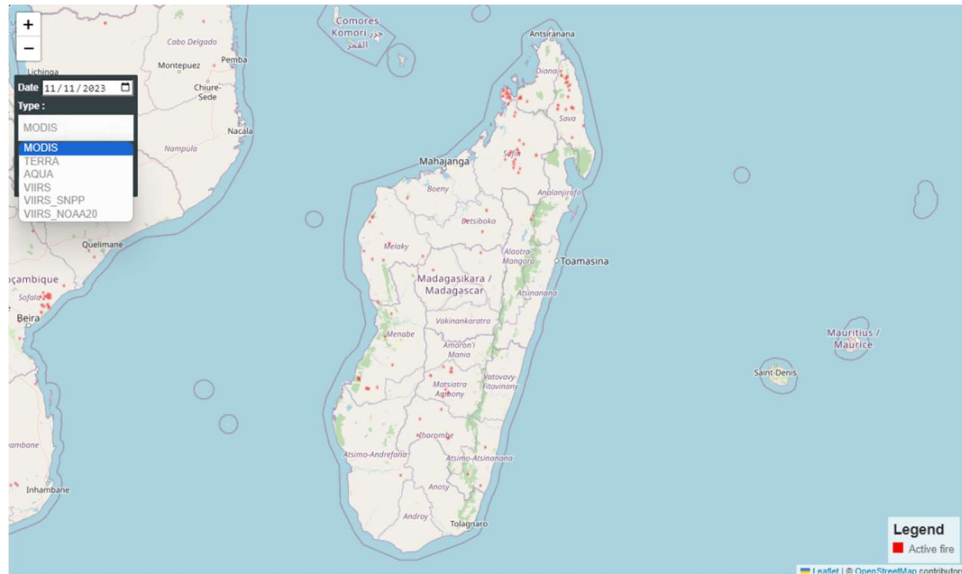 +
−
Date 11/11/2023
Type :
MODIS
MODIS
TERRA
AQUA
VIIRS
VIIRS_SNPP
VIIRS_NOAA20
Lichinga
Cabo Delgado
Montepuez
Pemba
Chiure-
Sede
Nacala
Nampula
Quelimane
oçambique
Sofala
Beira
ambane
Inhambane
Comores
Komori جزر
القمر
Antsiranana
Diana
Sava
Sofia
Mahajanga
Boeny
Analanjirofo
Betsiboka
Melaky
Alaotra
Mangoro
Toamasina
Madagasikara /
Madagascar
Atsinanana
Vakinankaratra
Menabe
Amoron'i
Mania
Matsiatra
Ambony
Vatovavy-
Fitovinany
Ihorombe
Atsimo-Andrefana
Atsimo-Atsinanana
Anosy
Androy
Tolagnaro
Mauritius /
Maurice
Saint-Denis
Legend
Active fire
Leaflet | © OpenStreetMap contributor